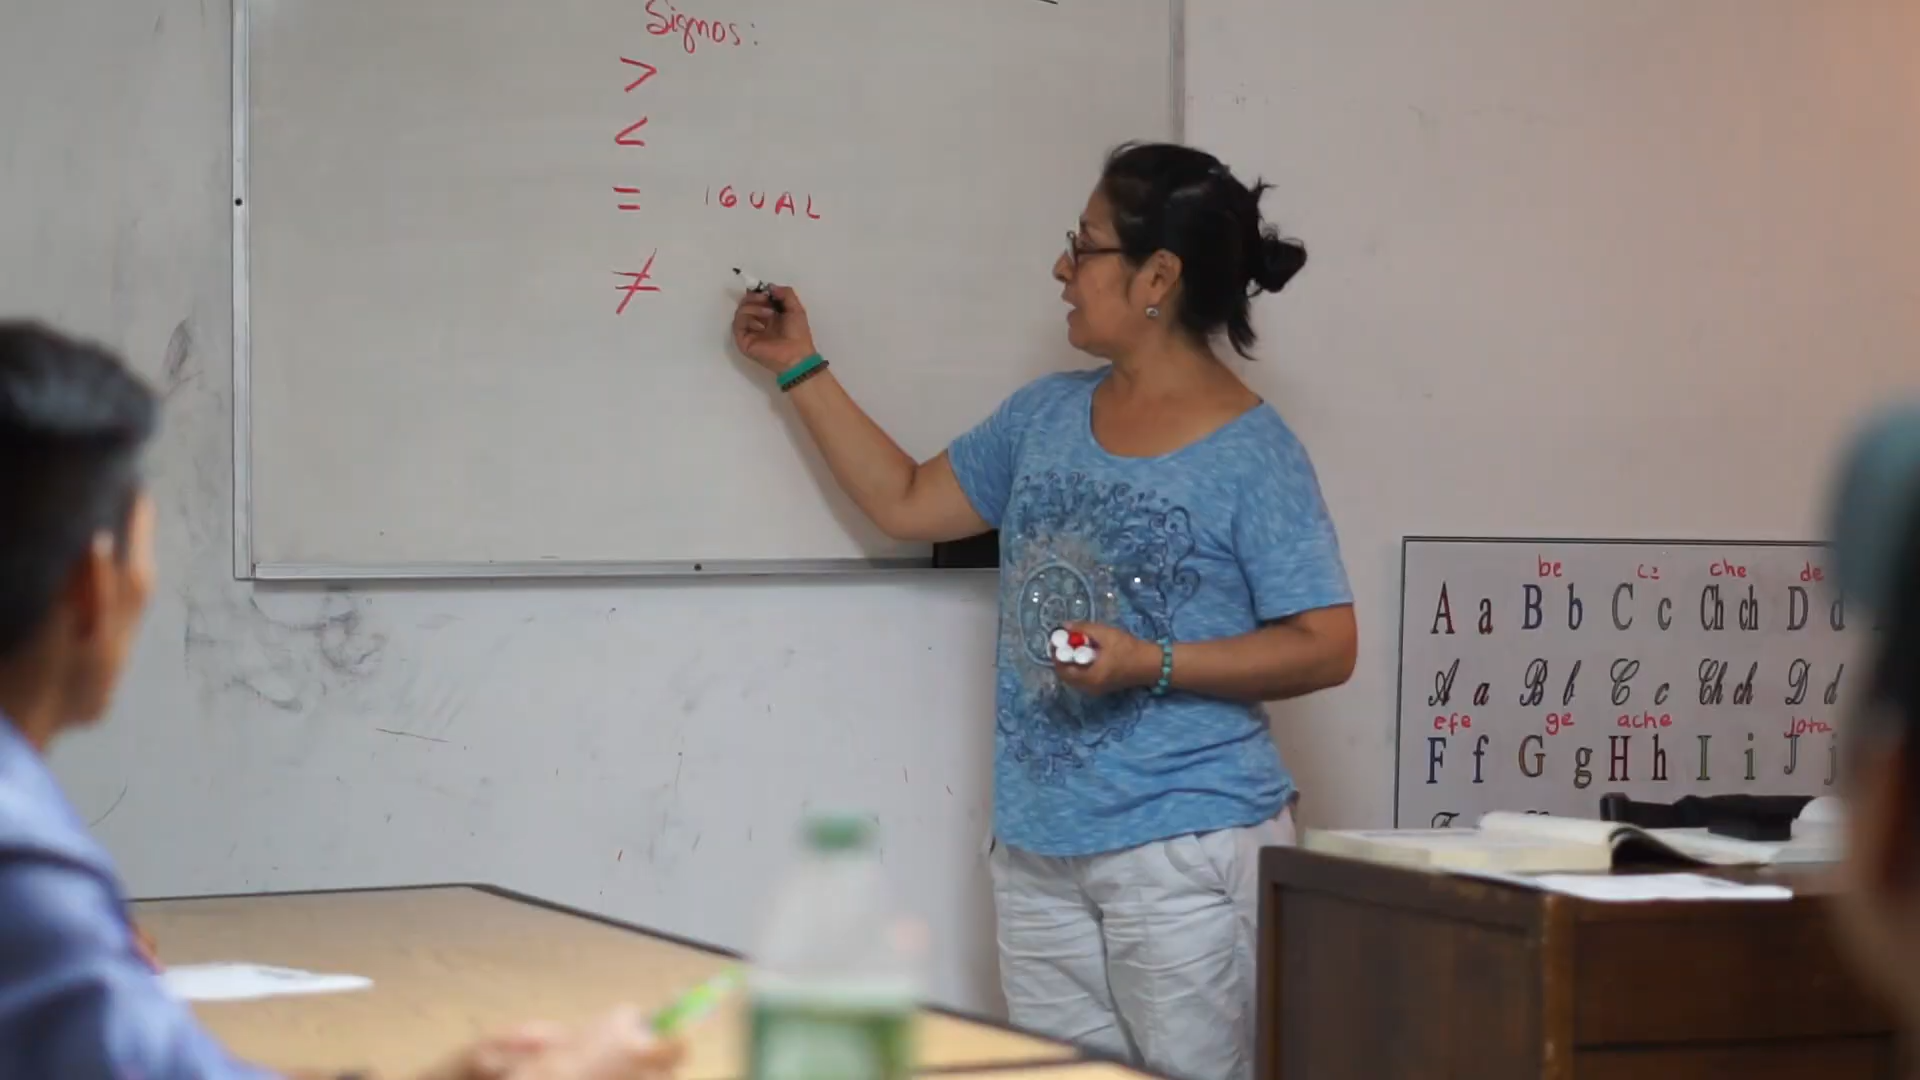 Signos:
>
<
= IGUAL
≠
be ce che de
A a B b C c Ch ch D d
A a B b C c Ch ch D d
efe ge ache jota
F f G g H h I i J j